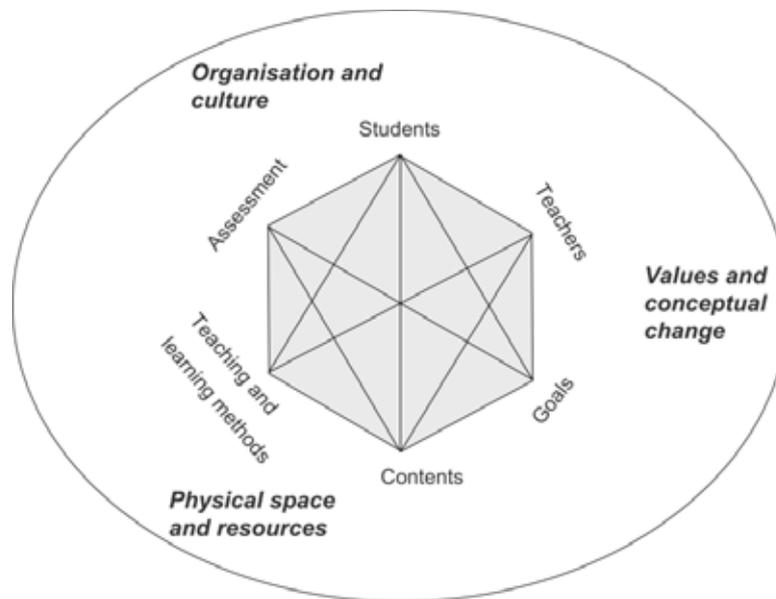 Organisation and
culture
Students
Assessment
Teachers
Values and
conceptual
change
Teaching and
learning methods
Goals
Contents
Physical space
and resources